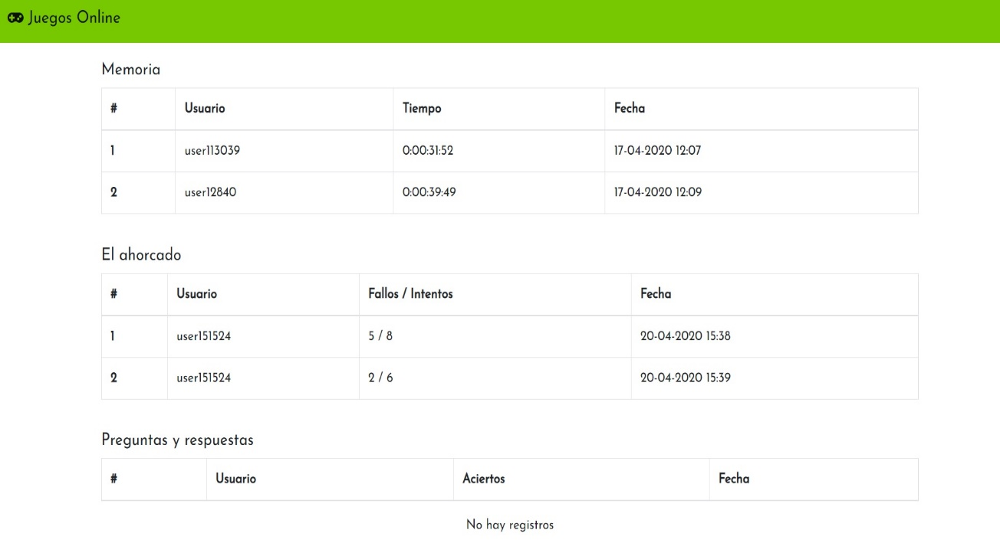 Juegos Online
Memoria
# Usuario Tiempo Fecha
1 user113039 0:00:31:52 17-04-2020 12:07
2 user12840 0:00:39:49 17-04-2020 12:09
El ahorcado
# Usuario Fallos / Intentos Fecha
1 user151524 5 / 8 20-04-2020 15:38
2 user151524 2 / 6 20-04-2020 15:39
Preguntas y respuestas
# Usuario Aciertos Fecha
No hay registros